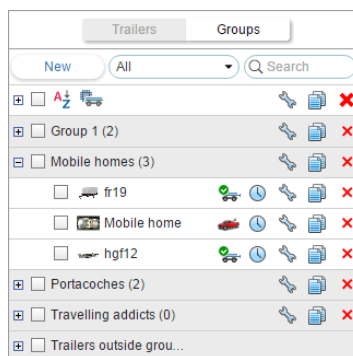 Trailers Groups
New All Search
AZ
Group 1 (2)
Mobile homes (3)
fr19
Mobile home
hgf12
Portacoches (2)
Travelling addicts (0)
Trailers outside grou...